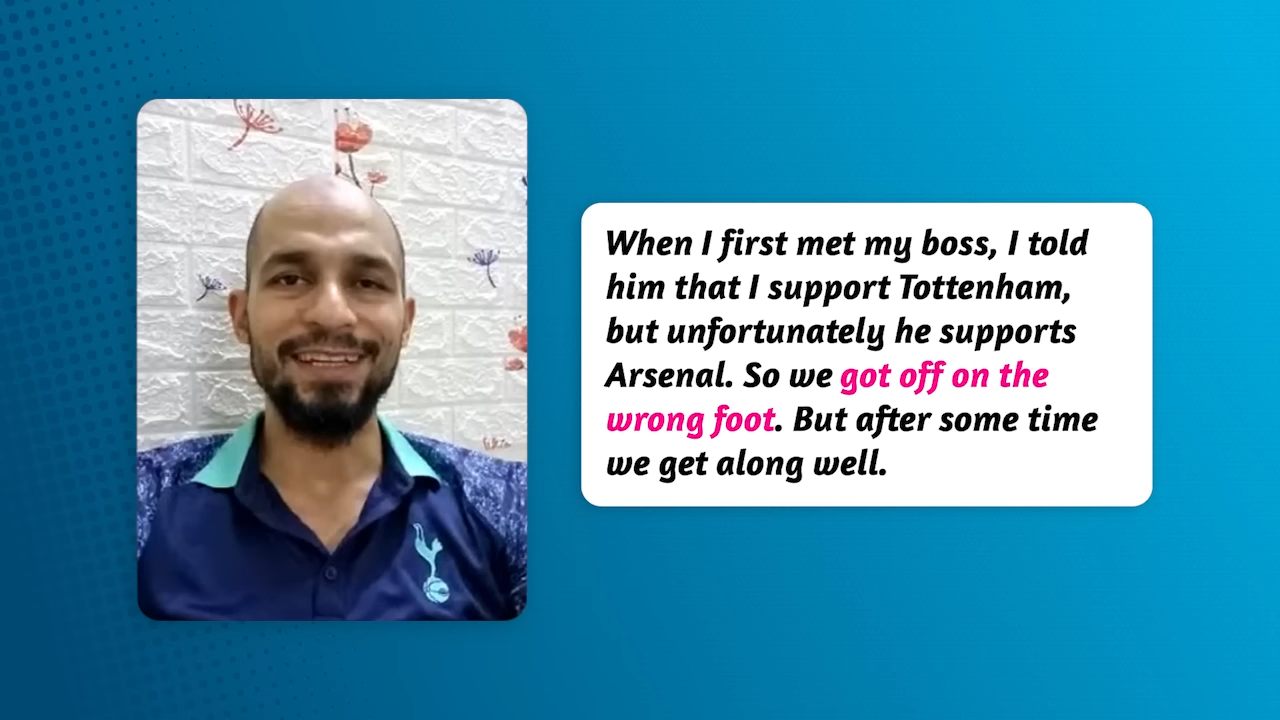 When I first met my boss, I told
him that I support Tottenham,
but unfortunately he supports
Arsenal. So we got off on the
wrong foot. But after some time
we get along well.